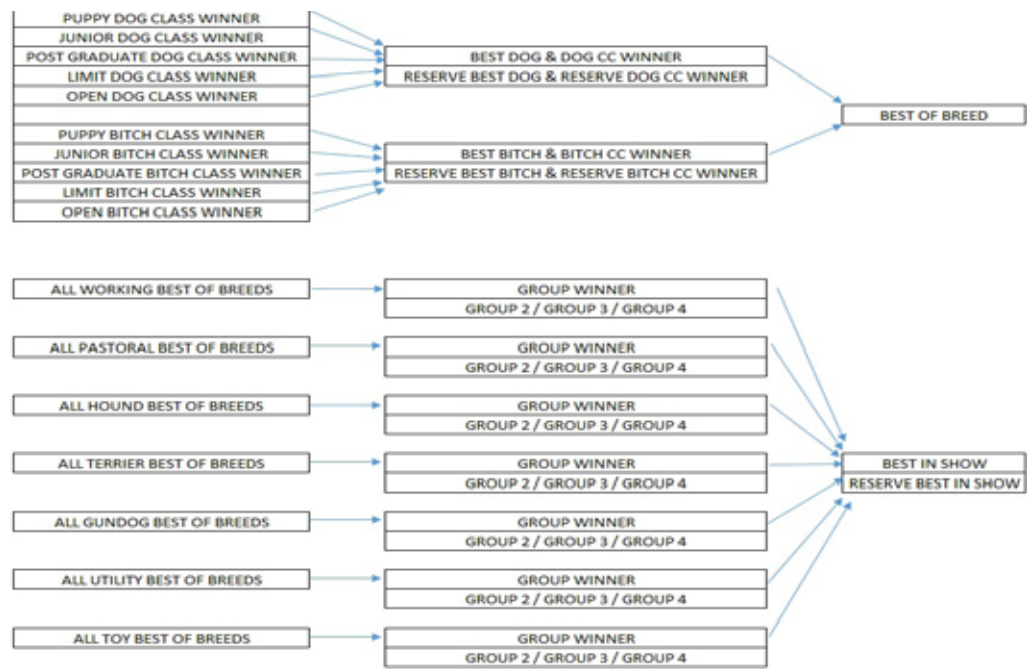 PUPPY DOG CLASS WINNER
JUNIOR DOG CLASS WINNER
POST GRADUATE DOG CLASS WINNER
LIMIT DOG CLASS WINNER
OPEN DOG CLASS WINNER
BEST DOG & DOG CC WINNER
RESERVE BEST DOG & RESERVE DOG CC WINNER
PUPPY BITCH CLASS WINNER
JUNIOR BITCH CLASS WINNER
POST GRADUATE BITCH CLASS WINNER
LIMIT BITCH CLASS WINNER
OPEN BITCH CLASS WINNER
BEST BITCH & BITCH CC WINNER
RESERVE BEST BITCH & RESERVE BITCH CC WINNER
BEST OF BREED
ALL WORKING BEST OF BREEDS
GROUP WINNER
GROUP 2 / GROUP 3 / GROUP 4
ALL PASTORAL BEST OF BREEDS
GROUP WINNER
GROUP 2 / GROUP 3 / GROUP 4
ALL HOUND BEST OF BREEDS
GROUP WINNER
GROUP 2 / GROUP 3 / GROUP 4
ALL TERRIER BEST OF BREEDS
GROUP WINNER
GROUP 2 / GROUP 3 / GROUP 4
ALL GUNDOG BEST OF BREEDS
GROUP WINNER
GROUP 2 / GROUP 3 / GROUP 4
ALL UTILITY BEST OF BREEDS
GROUP WINNER
GROUP 2 / GROUP 3 / GROUP 4
ALL TOY BEST OF BREEDS
GROUP WINNER
GROUP 2 / GROUP 3 / GROUP 4
BEST IN SHOW
RESERVE BEST IN SHOW